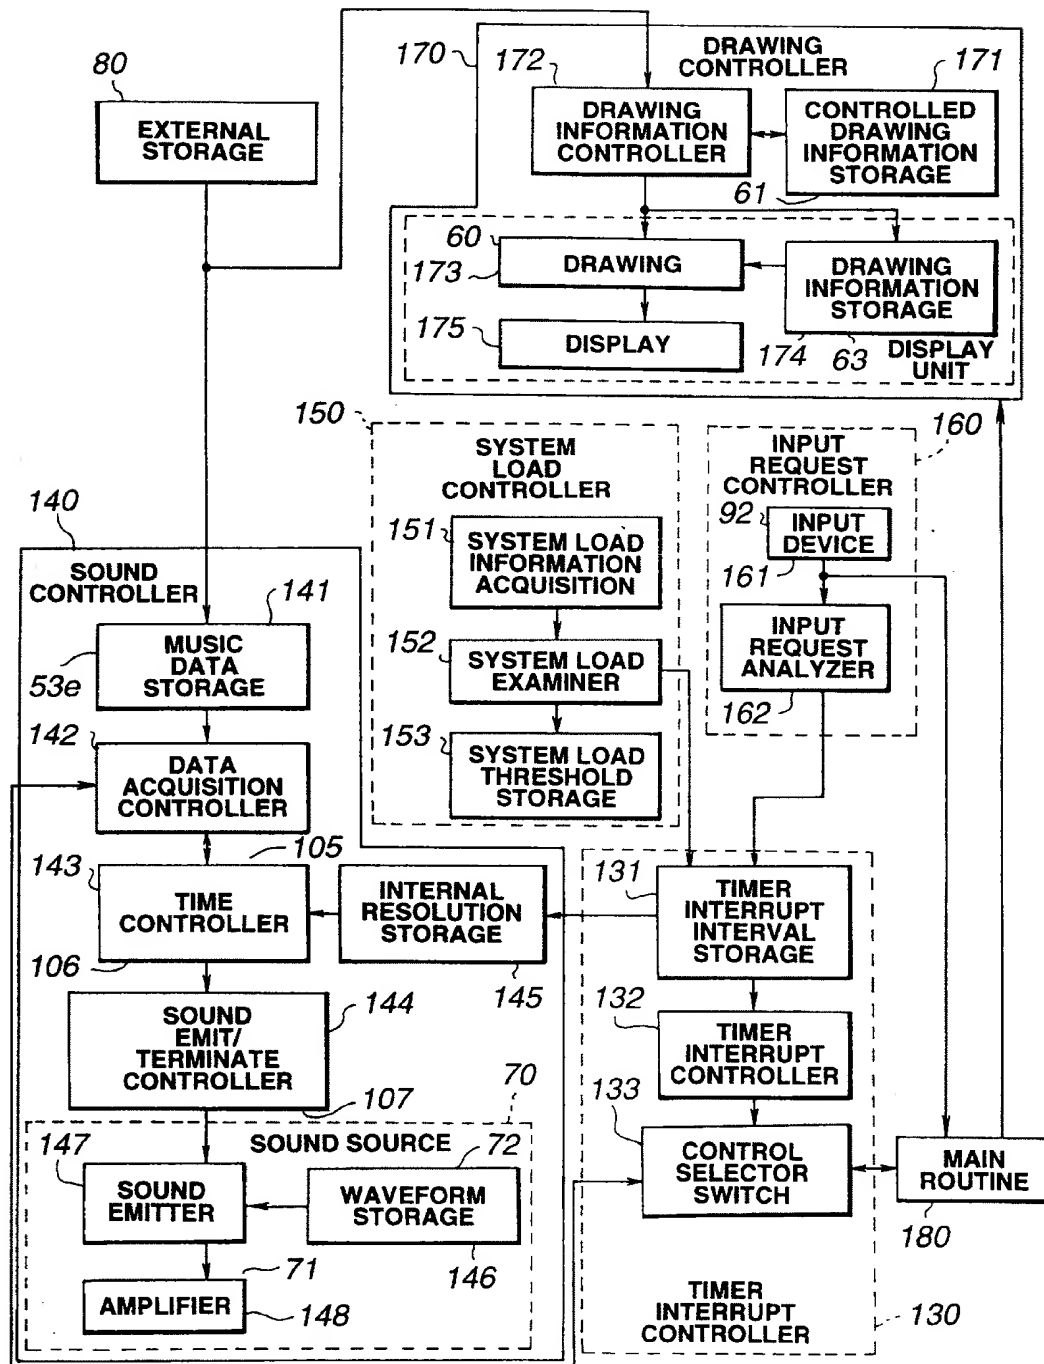 80
EXTERNAL
STORAGE
170
172
DRAWING
CONTROLLER
171
DRAWING
INFORMATION
CONTROLLER
CONTROLLED
DRAWING
INFORMATION
STORAGE
61
60
173
DRAWING
DRAWING
INFORMATION
STORAGE
175
DISPLAY
174
63
DISPLAY
UNIT
150
SYSTEM
LOAD
CONTROLLER
151
SYSTEM LOAD
INFORMATION
ACQUISITION
152
SYSTEM LOAD
EXAMINER
153
SYSTEM LOAD
THRESHOLD
STORAGE
160
INPUT
REQUEST
CONTROLLER
92
INPUT
DEVICE
161
INPUT
REQUEST
ANALYZER
162
140
SOUND
CONTROLLER
141
MUSIC
DATA
STORAGE
53e
142
DATA
ACQUISITION
CONTROLLER
105
143
TIME
CONTROLLER
106
INTERNAL
RESOLUTION
STORAGE
145
144
SOUND
EMIT/
TERMINATE
CONTROLLER
107
70
SOUND SOURCE
147
SOUND
EMITTER
72
WAVEFORM
STORAGE
146
71
AMPLIFIER
148
131
TIMER
INTERRUPT
INTERVAL
STORAGE
132
TIMER
INTERRUPT
CONTROLLER
133
CONTROL
SELECTOR
SWITCH
MAIN
ROUTINE
180
TIMER
INTERRUPT
CONTROLLER
130